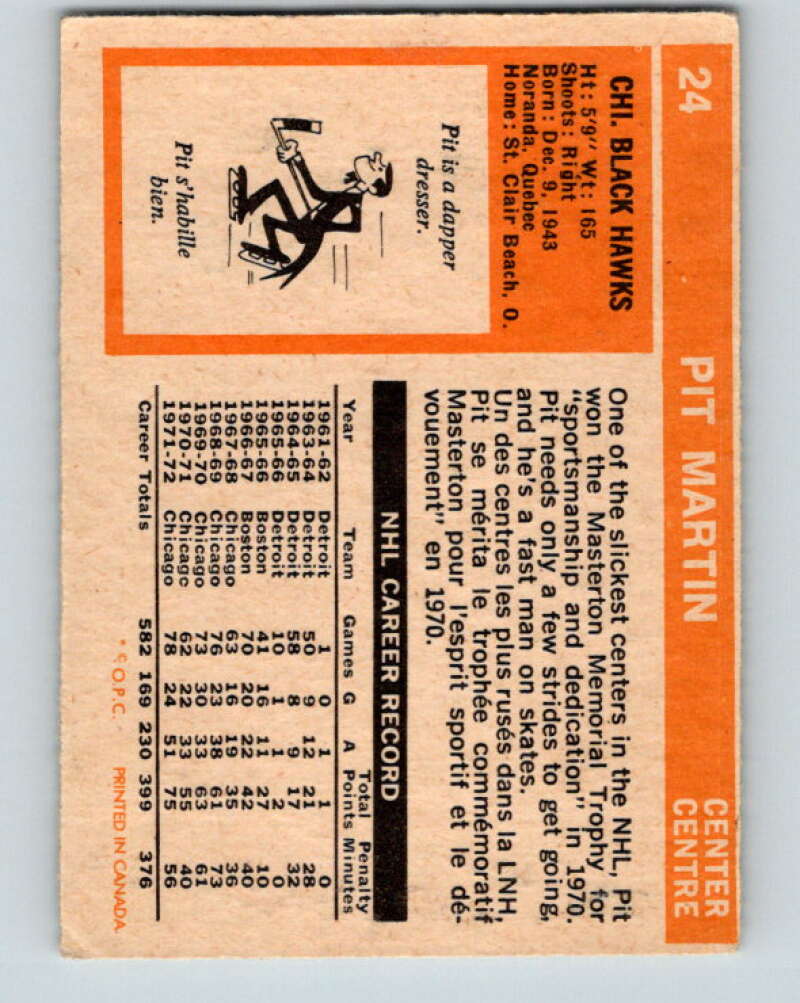 24 PIT MARTIN CENTER
CENTRE
CHI. BLACK HAWKS
Ht: 5'9" Wt: 165
Shoots: Right
Born: Dec. 9, 1943
Noranda, Quebec
Home: St. Clair Beach, O.
Pit is a dapper
dresser.
Pit s'habille
bien.
One of the slickest centers in the NHL, Pit
won the Masterton Memorial Trophy for
"sportsmanship and dedication" in 1970.
Pit needs only a few strides to get going,
and he's a fast man on skates.
Un des centres les plus rusés dans la LNH,
Pit se mérita le trophée commémoratif
Masterton pour l'esprit sportif et le dé-
vouement" en 1970.
NHL CAREER RECORD
Total Penalty
Year Team Games G A Points Minutes
1961-62 Detroit 1 0 1 1 0
1963-64 Detroit 50 9 12 21 28
1964-65 Detroit 58 8 9 17 32
1965-66 Detroit 10 1 1 2 0
1965-66 Boston 41 16 11 27 10
1966-67 Boston 70 20 22 42 40
1967-68 Chicago 63 16 19 35 36
1968-69 Chicago 76 23 38 61 73
1969-70 Chicago 73 30 33 63 61
1970-71 Chicago 62 22 33 55 40
1971-72 Chicago 78 24 51 75 56
Career Totals 582 169 230 399 376
* © O.P.C. PRINTED IN CANADA.